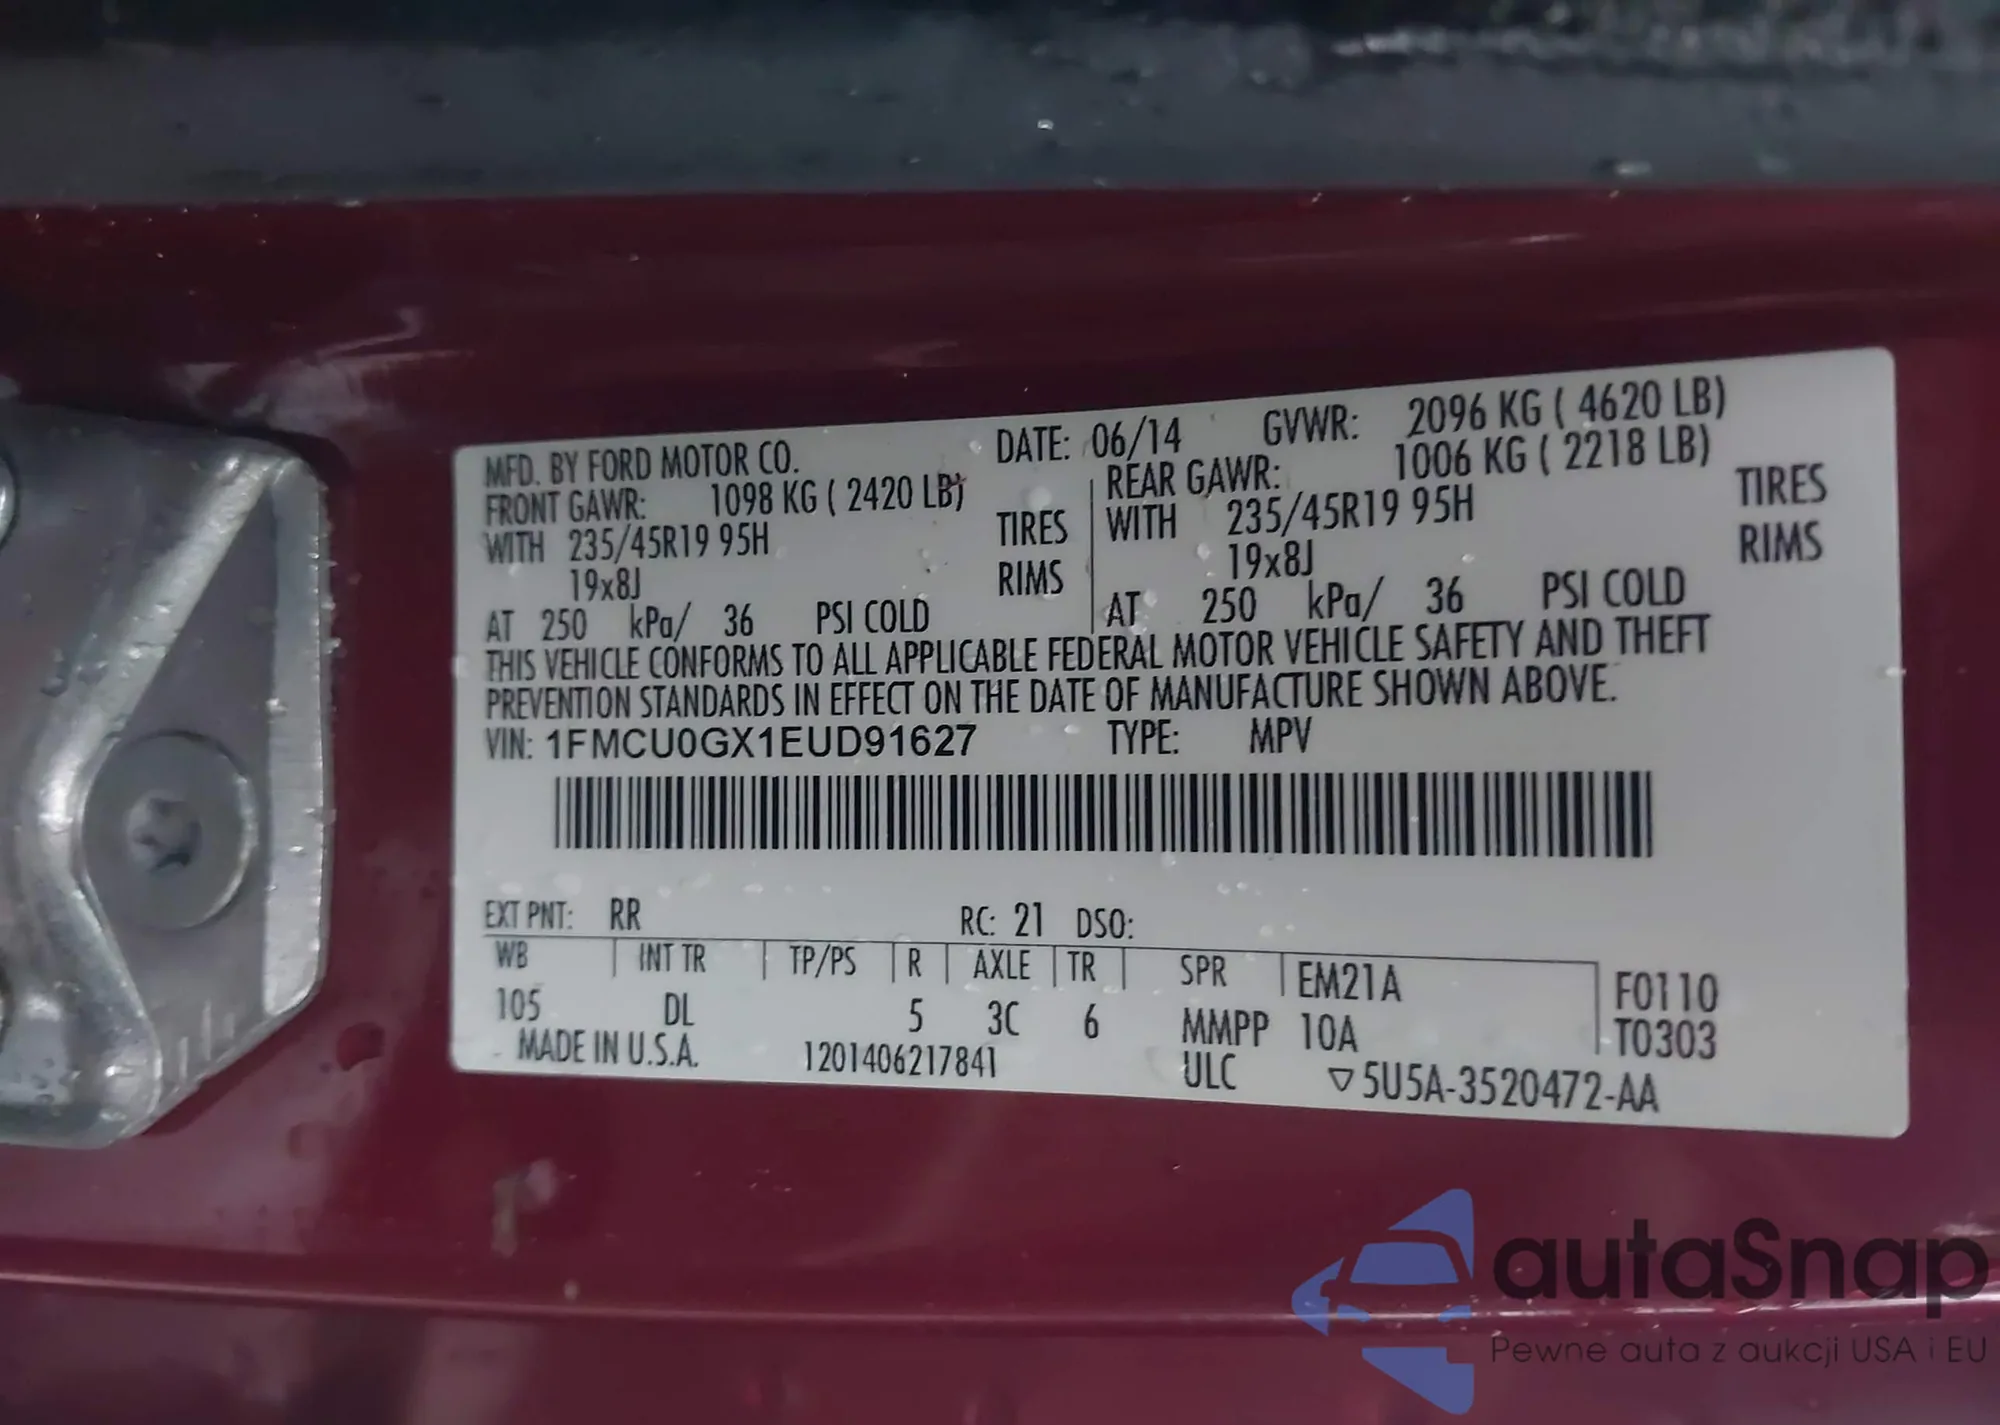 MFD. BY FORD MOTOR CO. DATE: 06/14 GVWR: 2096 KG ( 4620 LB)
FRONT GAWR: 1098 KG ( 2420 LB) REAR GAWR: 1006 KG ( 2218 LB)
WITH 235/45R19 95H TIRES WITH 235/45R19 95H TIRES
19x8J RIMS 19x8J RIMS
AT 250 kPa/ 36 PSI COLD AT 250 kPa/ 36 PSI COLD
THIS VEHICLE CONFORMS TO ALL APPLICABLE FEDERAL MOTOR VEHICLE SAFETY AND THEFT
PREVENTION STANDARDS IN EFFECT ON THE DATE OF MANUFACTURE SHOWN ABOVE.
VIN: 1FMCU0GX1EUD91627 TYPE: MPV
EXT PNT: RR RC: 21 DSO:
WB INT TR TP/PS R AXLE TR SPR EM21A F0110
105 DL 5 3C 6 MMPP 10A T0303
MADE IN U.S.A. 1201406217841 ULC ▽5U5A-3520472-AA
autaSnap
Pewne auta z aukcji USA i EU